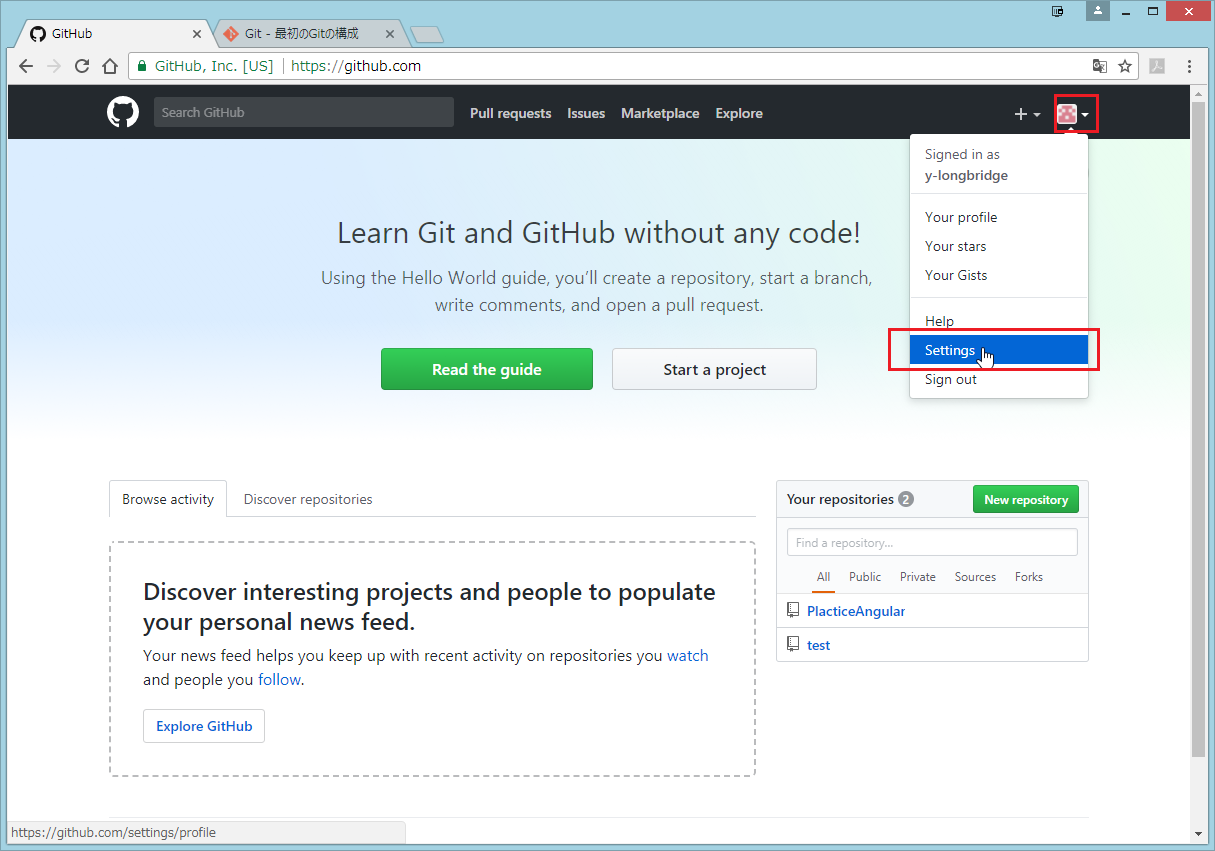 GitHub
Git - 最初のGitの構成
GitHub, Inc. [US] https://github.com
Search GitHub
Pull requests Issues Marketplace Explore
Signed in as
y-longbridge
Your profile
Your stars
Your Gists
Help
Settings
Sign out
Learn Git and GitHub without any code!
Using the Hello World guide, you’ll create a repository, start a branch,
write comments, and open a pull request.
Read the guide
Start a project
Browse activity
Discover repositories
Discover interesting projects and people to populate
your personal news feed.
Your news feed helps you keep up with recent activity on repositories you watch
and people you follow.
Explore GitHub
Your repositories 2
New repository
Find a repository...
All Public Private Sources Forks
PlacticeAngular
test
https://github.com/settings/profile